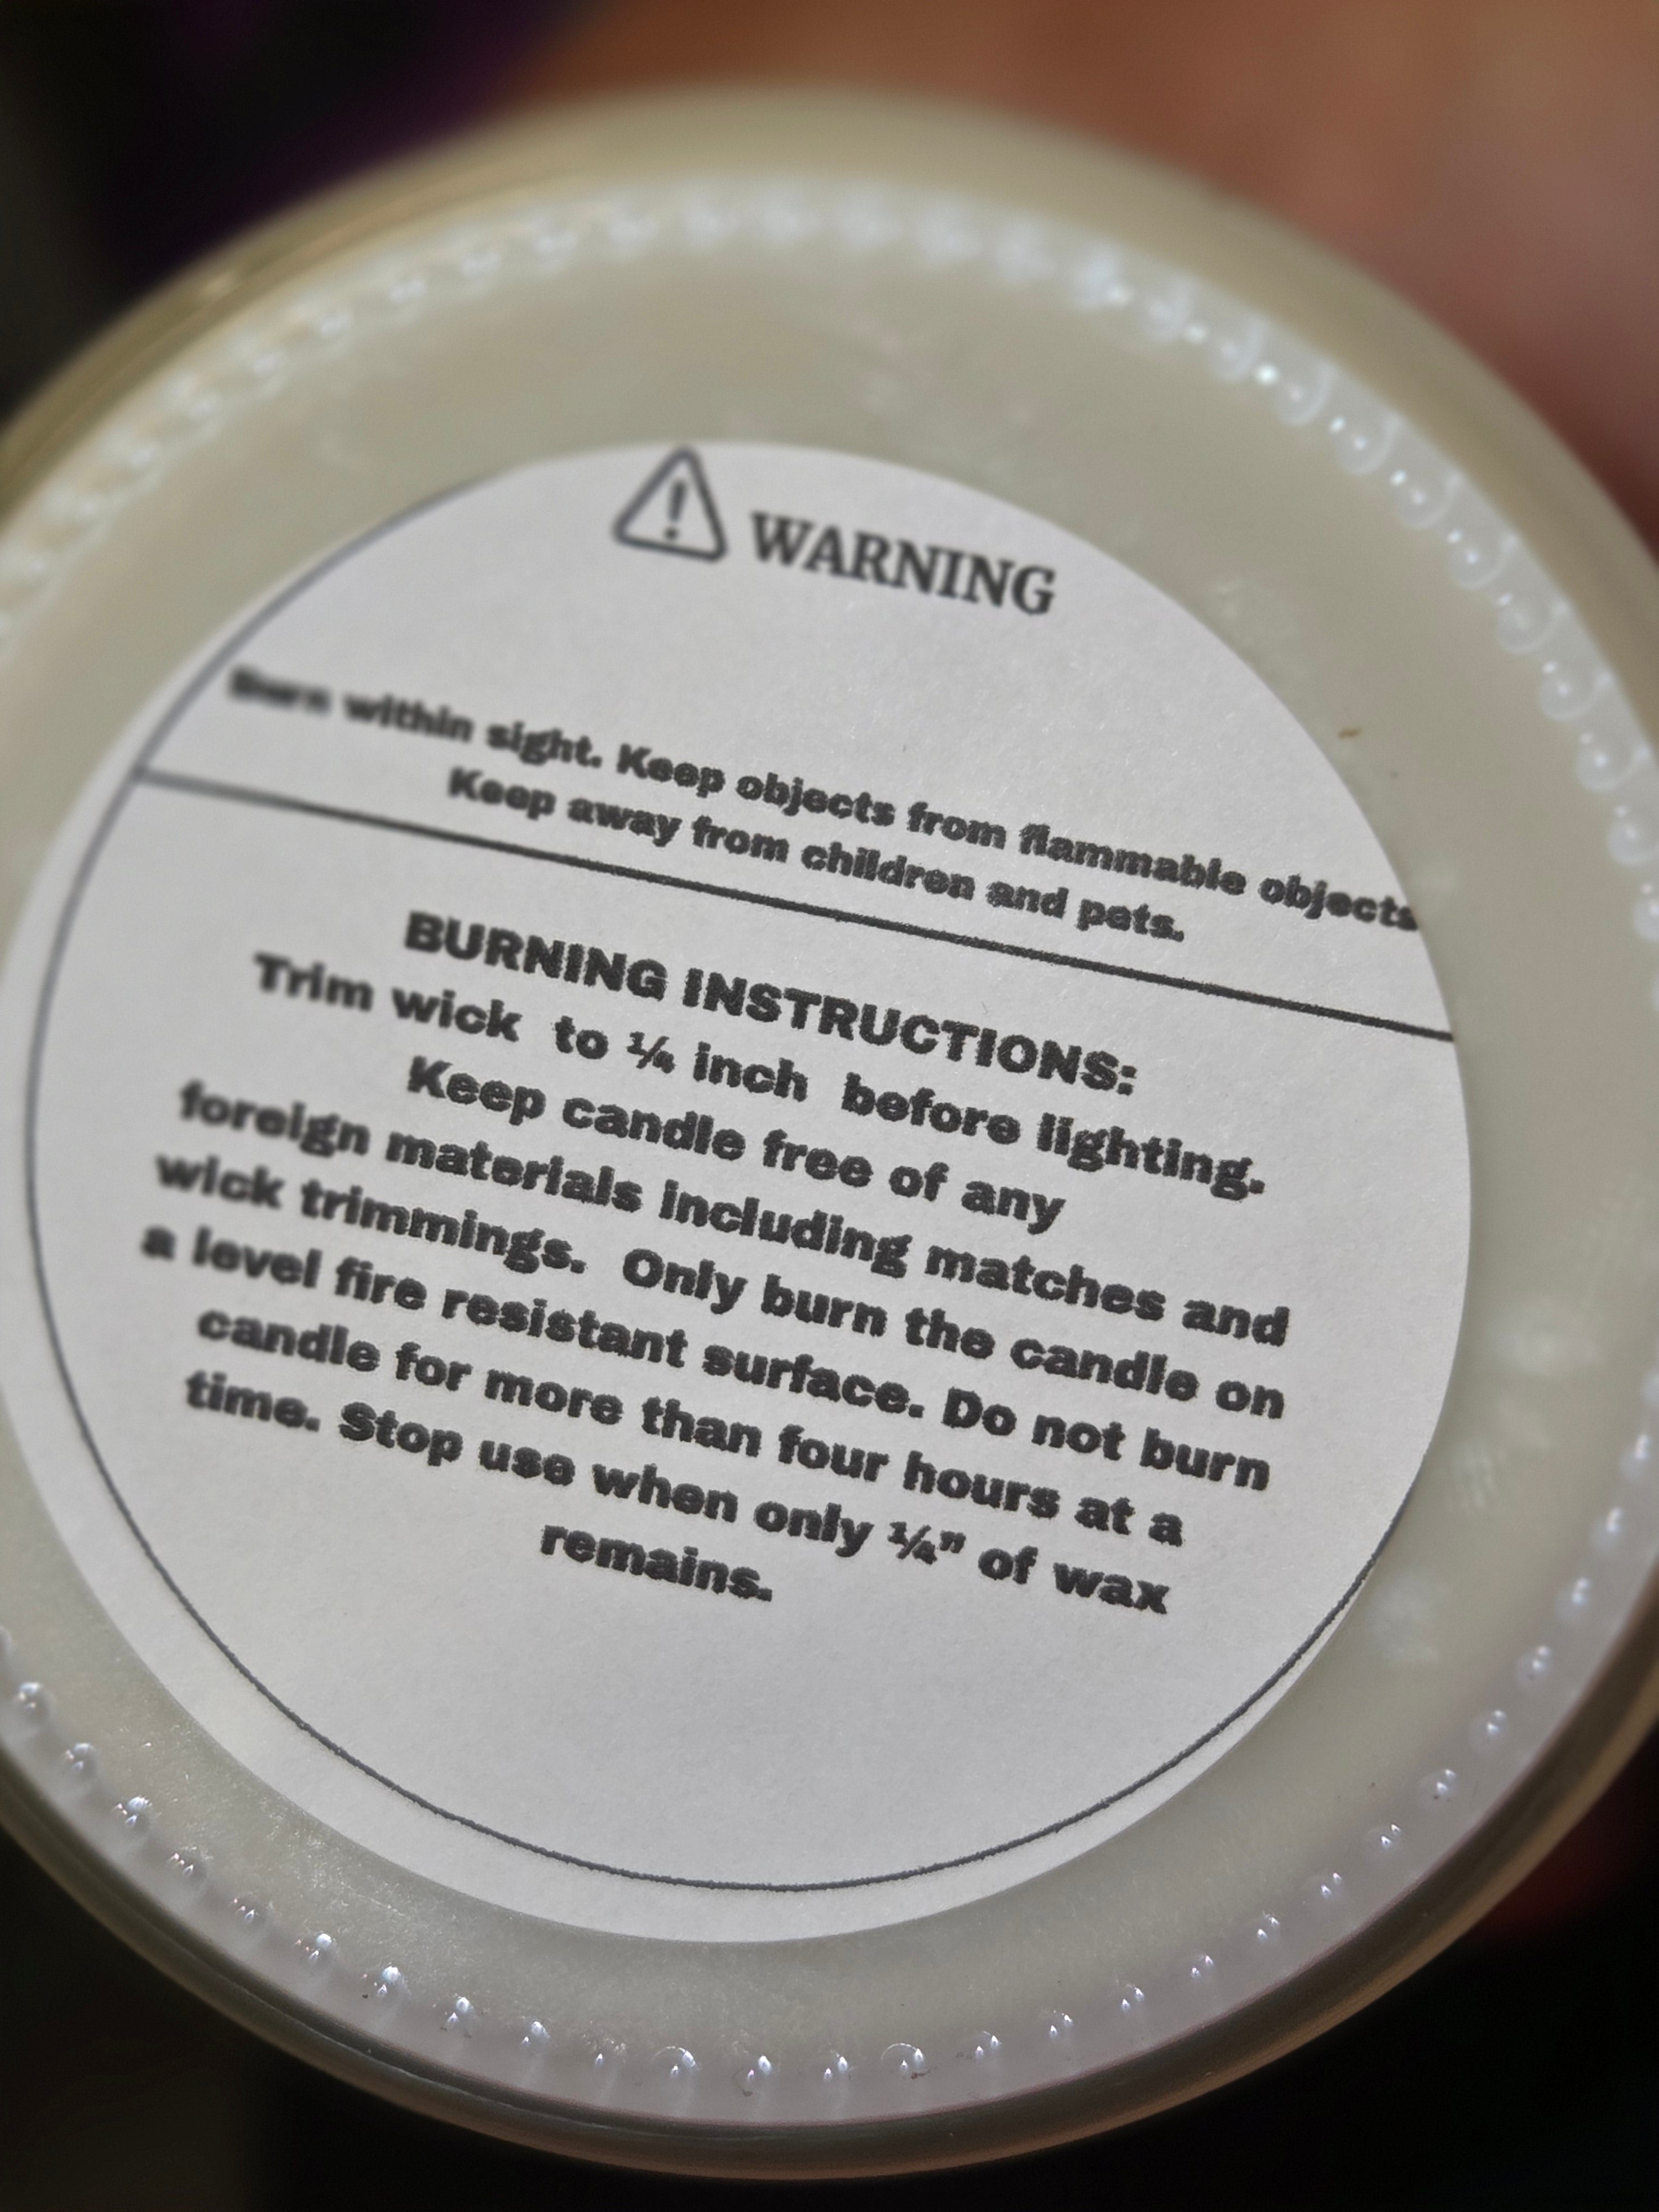 WARNING
Burn within sight. Keep objects from flammable objects
Keep away from children and pets.
BURNING INSTRUCTIONS:
Trim wick to ¼ inch before lighting.
Keep candle free of any
foreign materials including matches and
wick trimmings. Only burn the candle on
a level fire resistant surface. Do not burn
candle for more than four hours at a
time. Stop use when only ¼” of wax
remains.